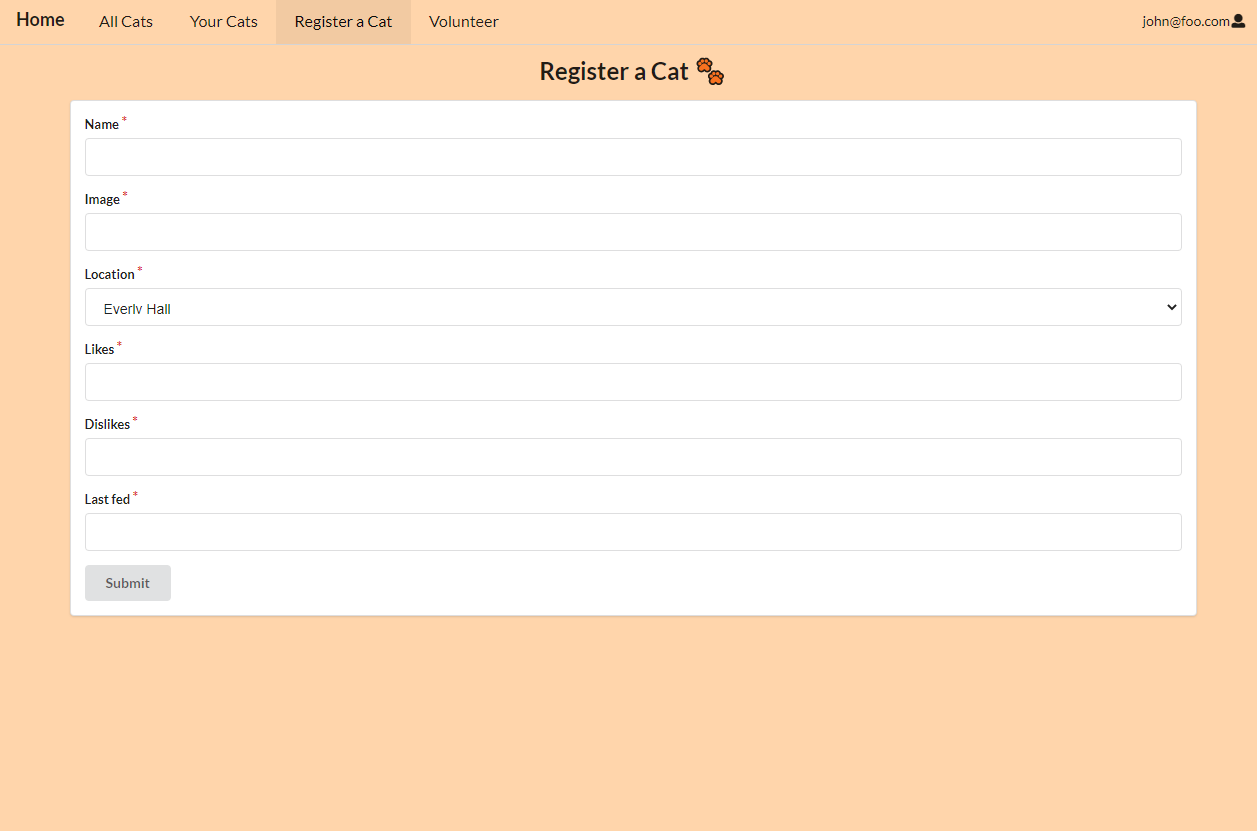 Home All Cats Your Cats Register a Cat Volunteer john@foo.com
Register a Cat
Name *
Image *
Location *
Everly Hall
Likes *
Dislikes *
Last fed *
Submit